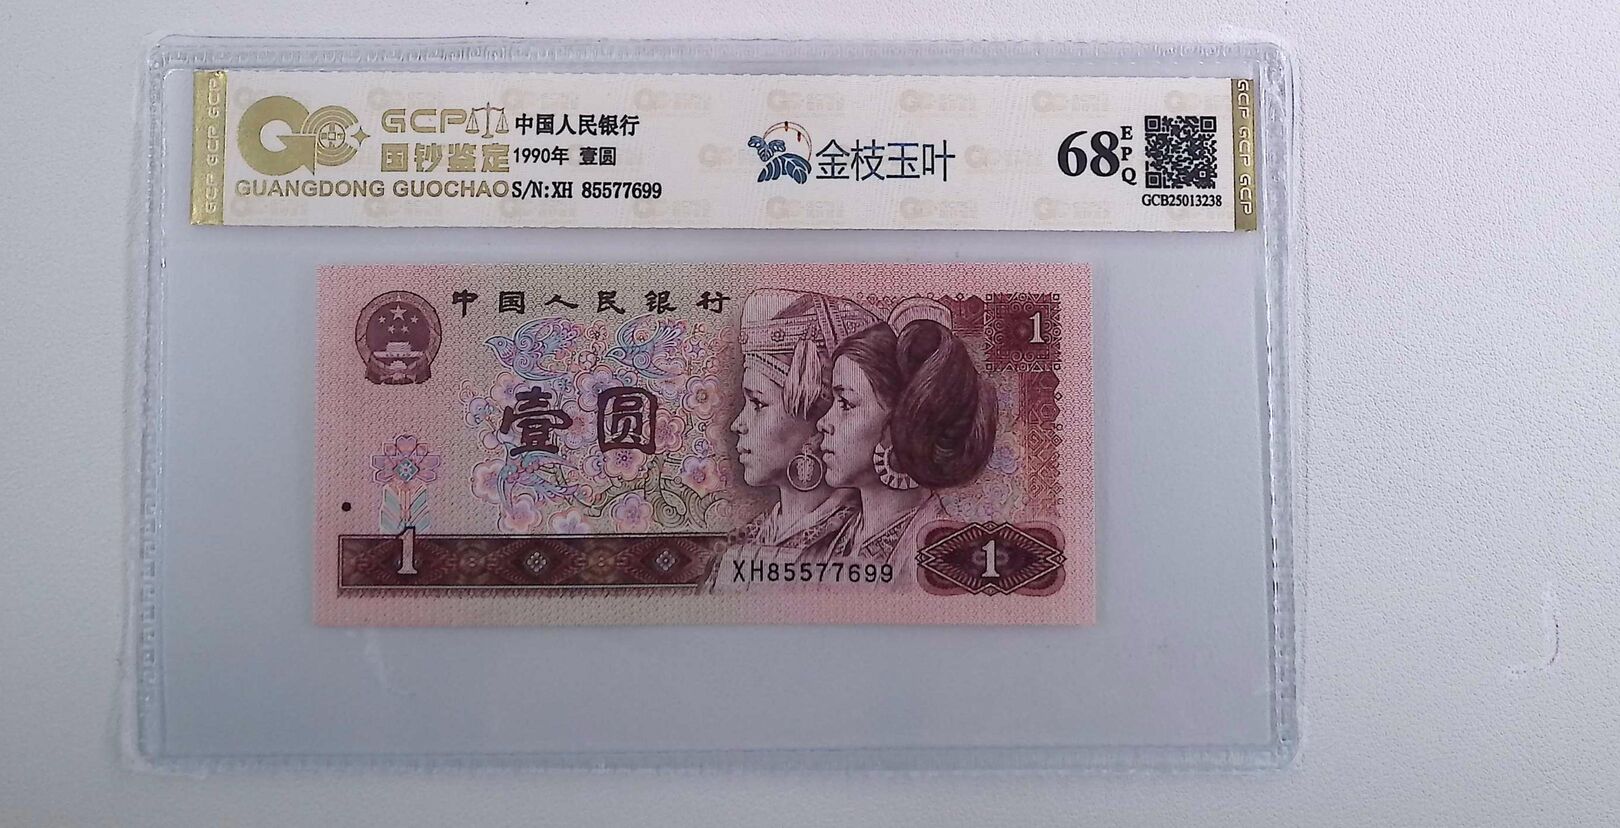 GCP 中国人民银行
国钞鉴定 1990年 壹圆
GUANGDONG GUOCHAO S/N:XH 85577699
金枝玉叶
68 EPQ
GCB25013238
GCP GCP GCP
GCP GCP GCP
中国人民银行
1
壹圆
1
XH85577699
1